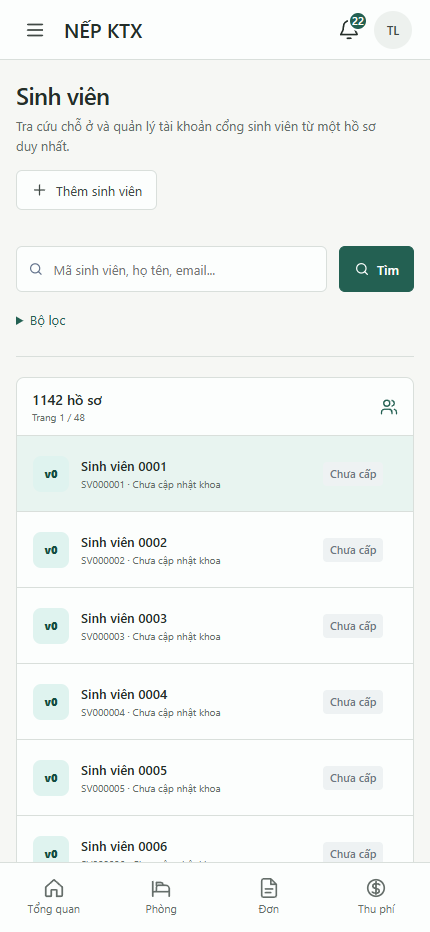 NẾP KTX
22
TL
Sinh viên
Tra cứu chỗ ở và quản lý tài khoản cổng sinh viên từ một hồ sơ
duy nhất.
Thêm sinh viên
Mã sinh viên, họ tên, email...
Tìm
Bộ lọc
1142 hồ sơ
Trang 1 / 48
v0
Sinh viên 0001
SV000001 · Chưa cập nhật khoa
Chưa cấp
v0
Sinh viên 0002
SV000002 · Chưa cập nhật khoa
Chưa cấp
v0
Sinh viên 0003
SV000003 · Chưa cập nhật khoa
Chưa cấp
v0
Sinh viên 0004
SV000004 · Chưa cập nhật khoa
Chưa cấp
v0
Sinh viên 0005
SV000005 · Chưa cập nhật khoa
Chưa cấp
v0
Sinh viên 0006
Chưa cấp
Tổng quan
Phòng
Đơn
Thu phí